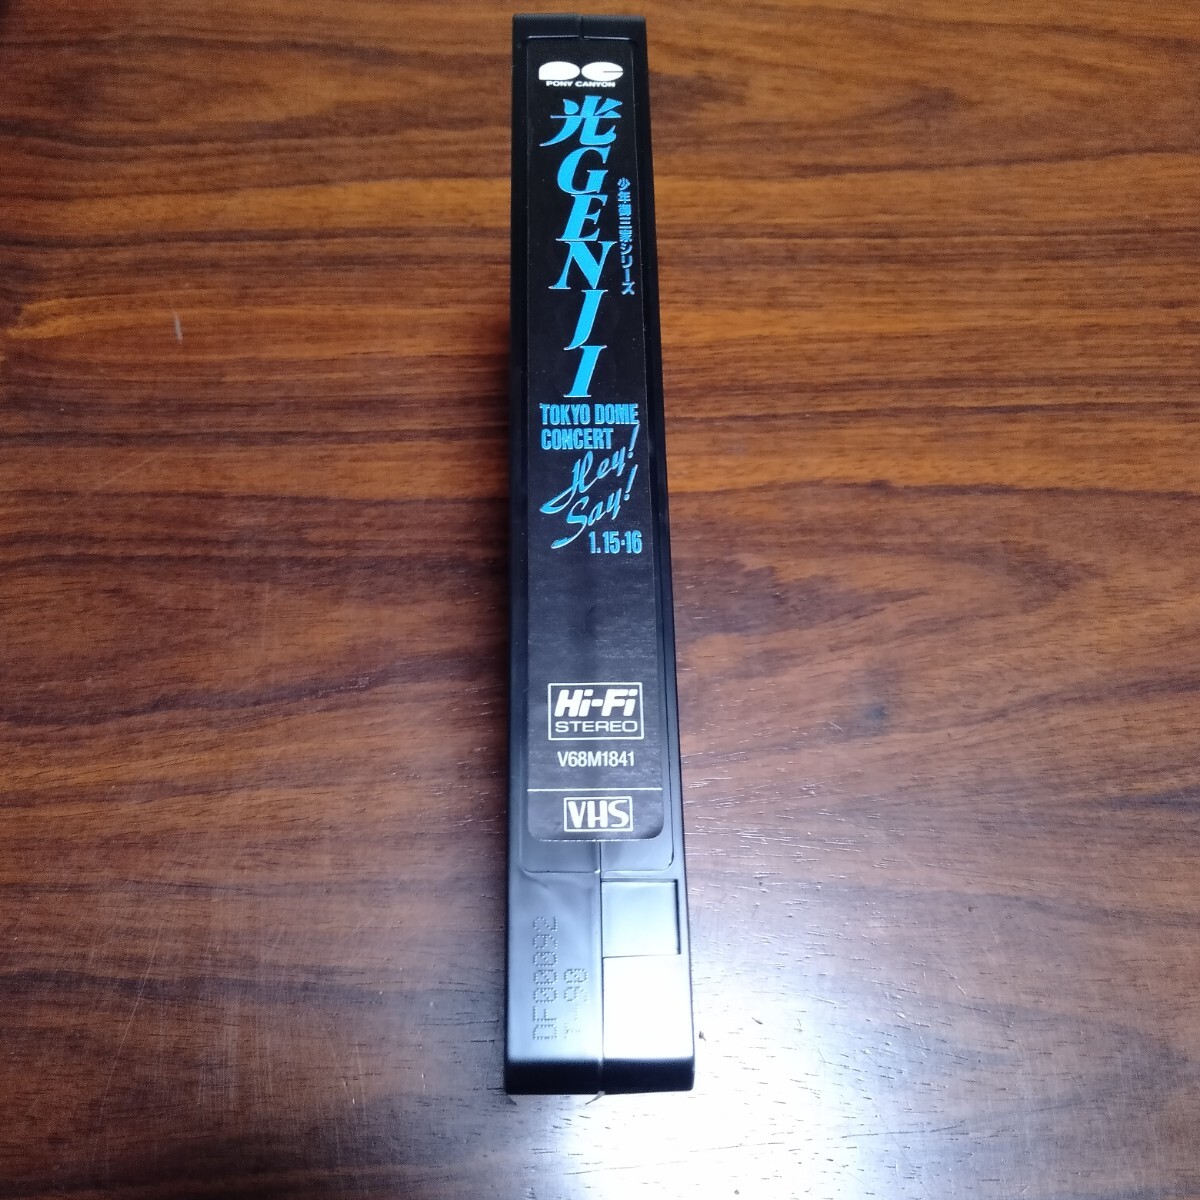 PONY CANYON
光GENJI
少年御三家シリーズ
TOKYO DOME
CONCERT
Hey!
Say!
1.15・16
Hi-Fi
STEREO
V68M1841
VHS
DF00092